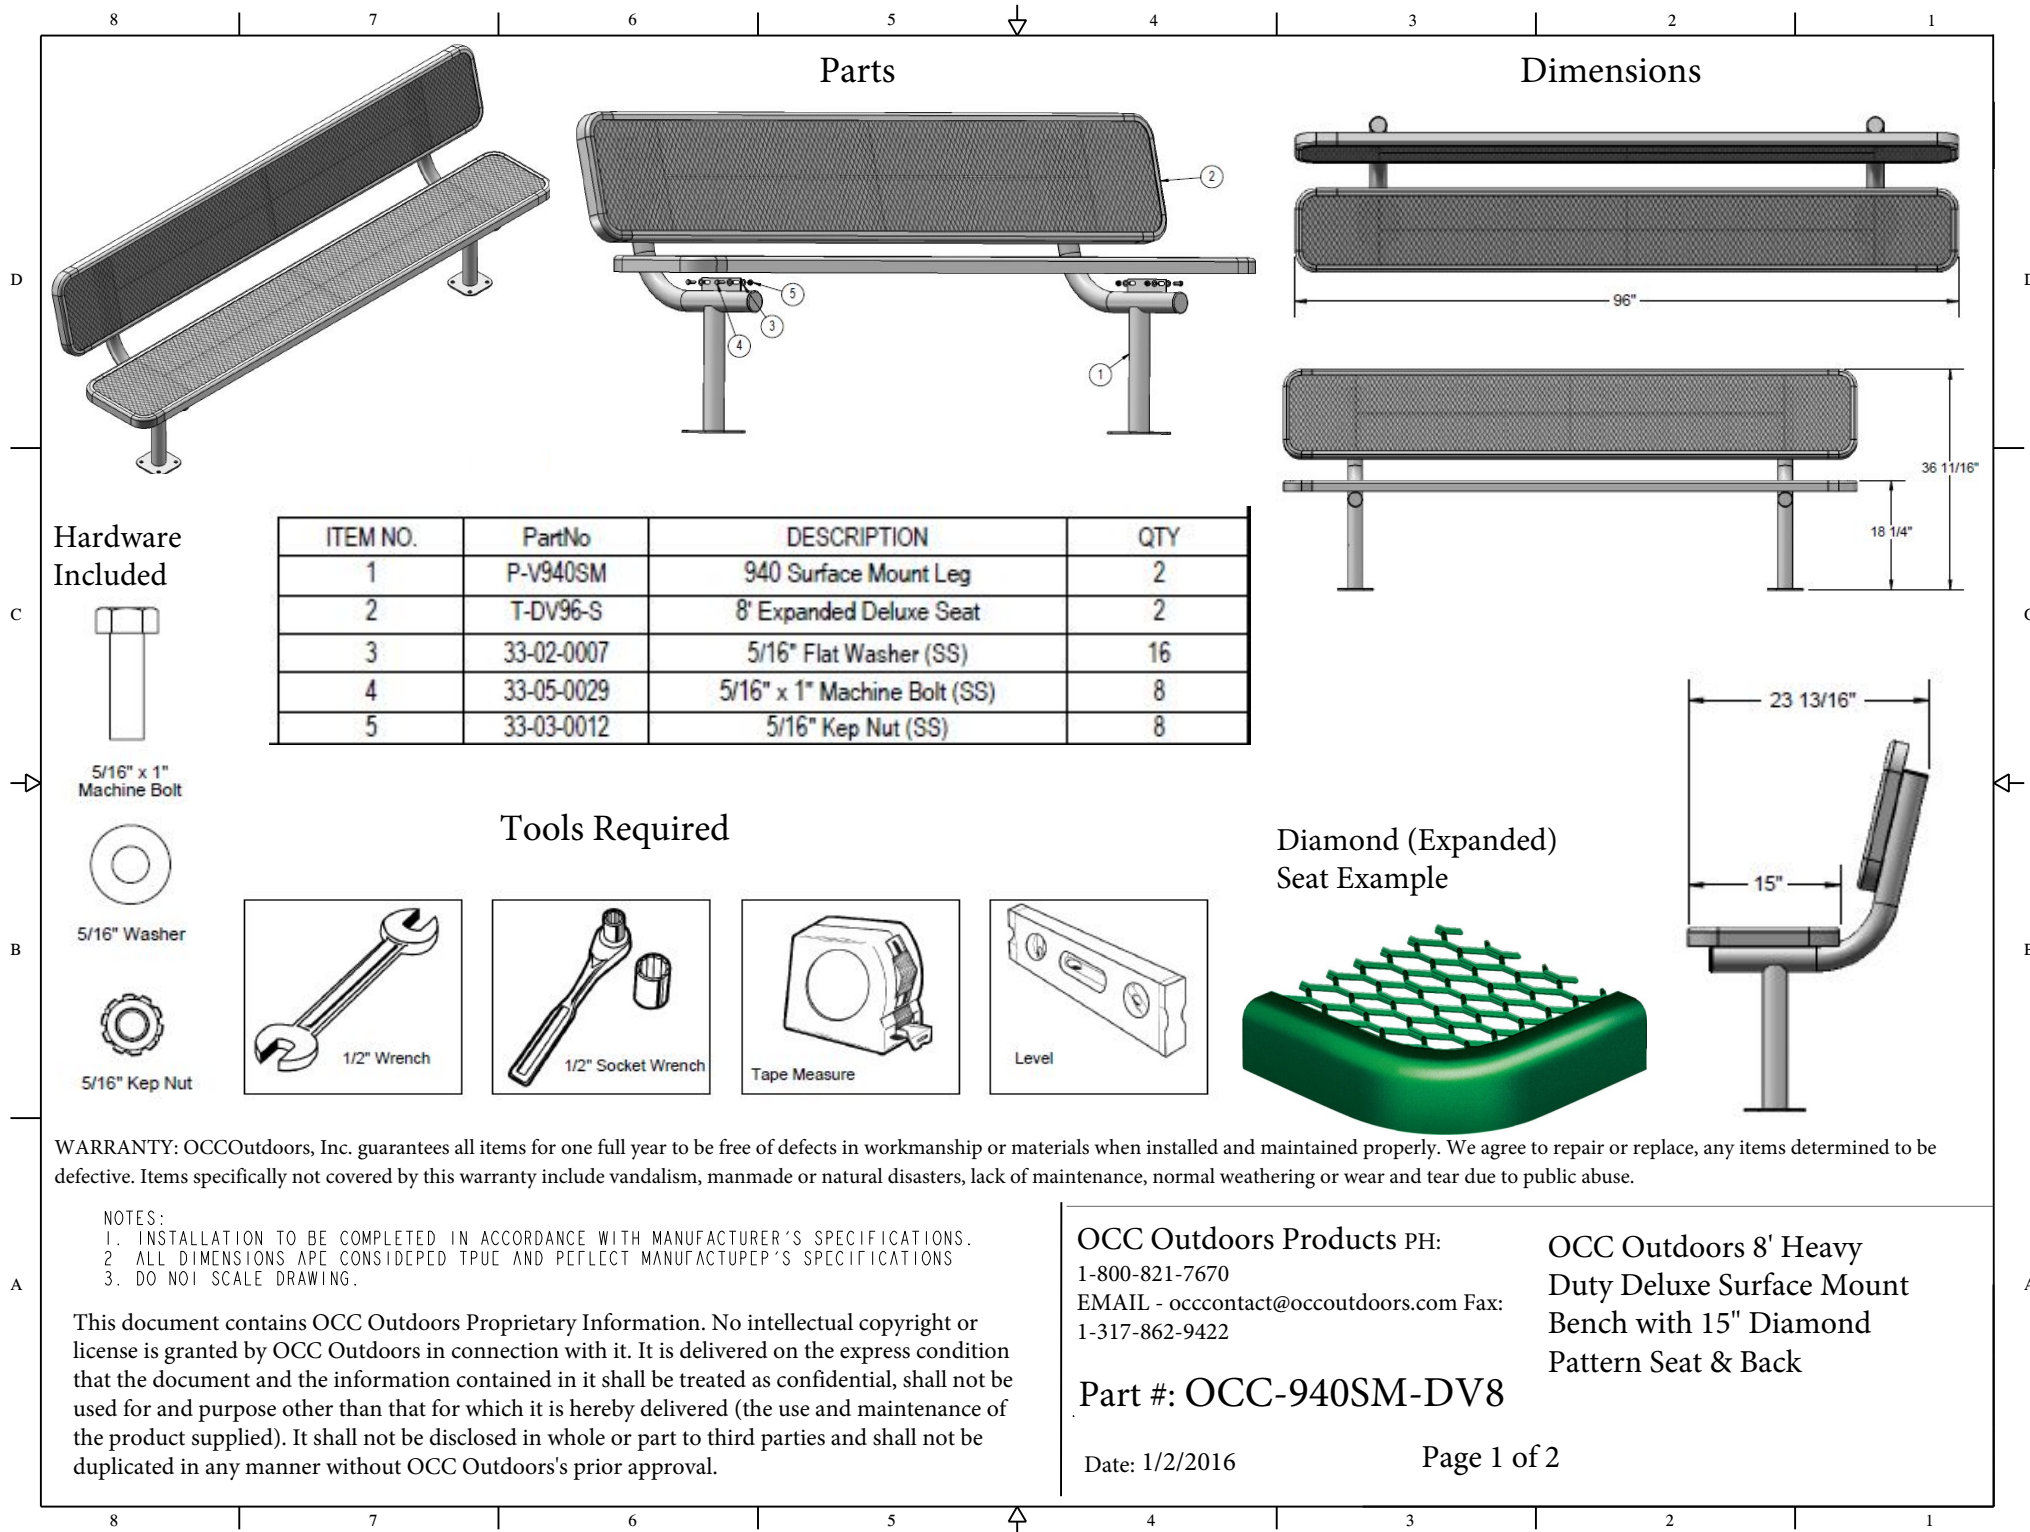 8 7 6 5 4 3 2 1
Parts
Dimensions
2
5
3
4
1
96"
36 11/16"
18 1/4"
D
D
Hardware
Included
5/16" x 1"
Machine Bolt
5/16" Washer
5/16" Kep Nut
ITEM NO. PartNo DESCRIPTION QTY
1 P-V940SM 940 Surface Mount Leg 2
2 T-DV96-S 8' Expanded Deluxe Seat 2
3 33-02-0007 5/16" Flat Washer (SS) 16
4 33-05-0029 5/16" x 1" Machine Bolt (SS) 8
5 33-03-0012 5/16" Kep Nut (SS) 8
C
C
23 13/16"
15"
Tools Required
1/2" Wrench
1/2" Socket Wrench
Tape Measure
Level
Diamond (Expanded)
Seat Example
B
B
WARRANTY: OCCOutdoors, Inc. guarantees all items for one full year to be free of defects in workmanship or materials when installed and maintained properly. We agree to repair or replace, any items determined to be
defective. Items specifically not covered by this warranty include vandalism, manmade or natural disasters, lack of maintenance, normal weathering or wear and tear due to public abuse.
NOTES:
1. INSTALLATION TO BE COMPLETED IN ACCORDANCE WITH MANUFACTURER'S SPECIFICATIONS.
2 ALL DIMENSIONS ARE CONSIDERED TRUE AND REFLECT MANUFACTURER'S SPECIFICATIONS
3. DO NOT SCALE DRAWING.
This document contains OCC Outdoors Proprietary Information. No intellectual copyright or
license is granted by OCC Outdoors in connection with it. It is delivered on the express condition
that the document and the information contained in it shall be treated as confidential, shall not be
used for and purpose other than that for which it is hereby delivered (the use and maintenance of
the product supplied). It shall not be disclosed in whole or part to third parties and shall not be
duplicated in any manner without OCC Outdoors's prior approval.
OCC Outdoors Products PH:
1-800-821-7670
EMAIL - occcontact@occoutdoors.com Fax:
1-317-862-9422
Part #: OCC-940SM-DV8
Date: 1/2/2016
Page 1 of 2
OCC Outdoors 8' Heavy
Duty Deluxe Surface Mount
Bench with 15" Diamond
Pattern Seat & Back
A
A
8 7 6 5 4 3 2 1